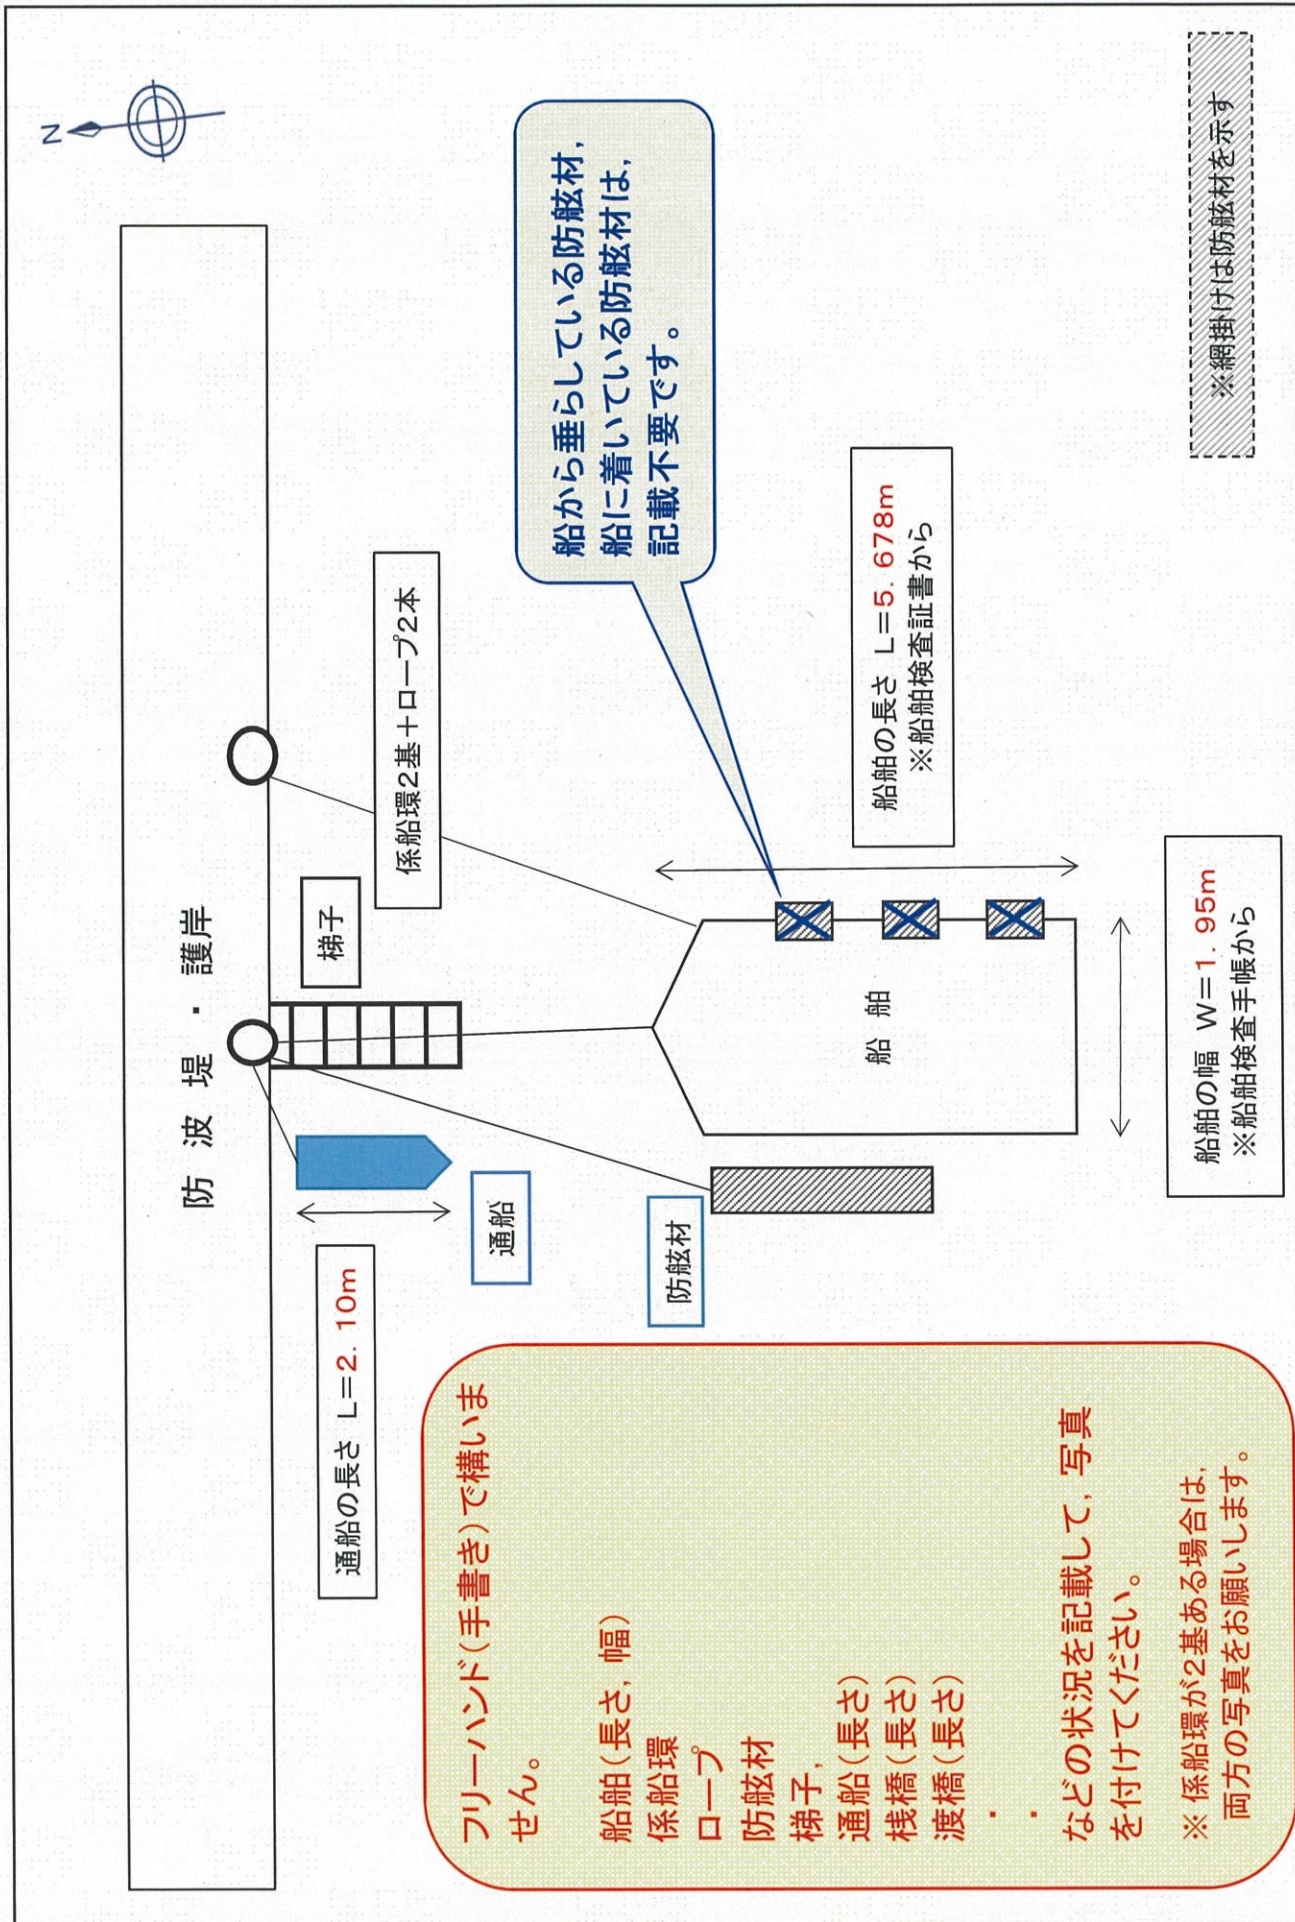 N
防　波　堤　・　護岸
梯子
係船環2基＋ロープ2本
通船の長さ　L＝2．10m
通船
防舷材
船　舶
船から垂らしている防舷材，
船に着いている防舷材は，
記載不要です。
船舶の長さ　L＝5．678m
※船舶検査証書から
船舶の幅　W＝1．95m
※船舶検査手帳から
※網掛けは防舷材を示す
フリーハンド（手書き）で構いま
せん。
船舶（長さ，幅）
係船環
ロープ
防舷材
梯子，
通船（長さ）
桟橋（長さ）
渡橋（長さ）
・
・
などの状況を記載して，写真
を付けてください。
※ 係船環が2基ある場合は，
両方の写真をお願いします。